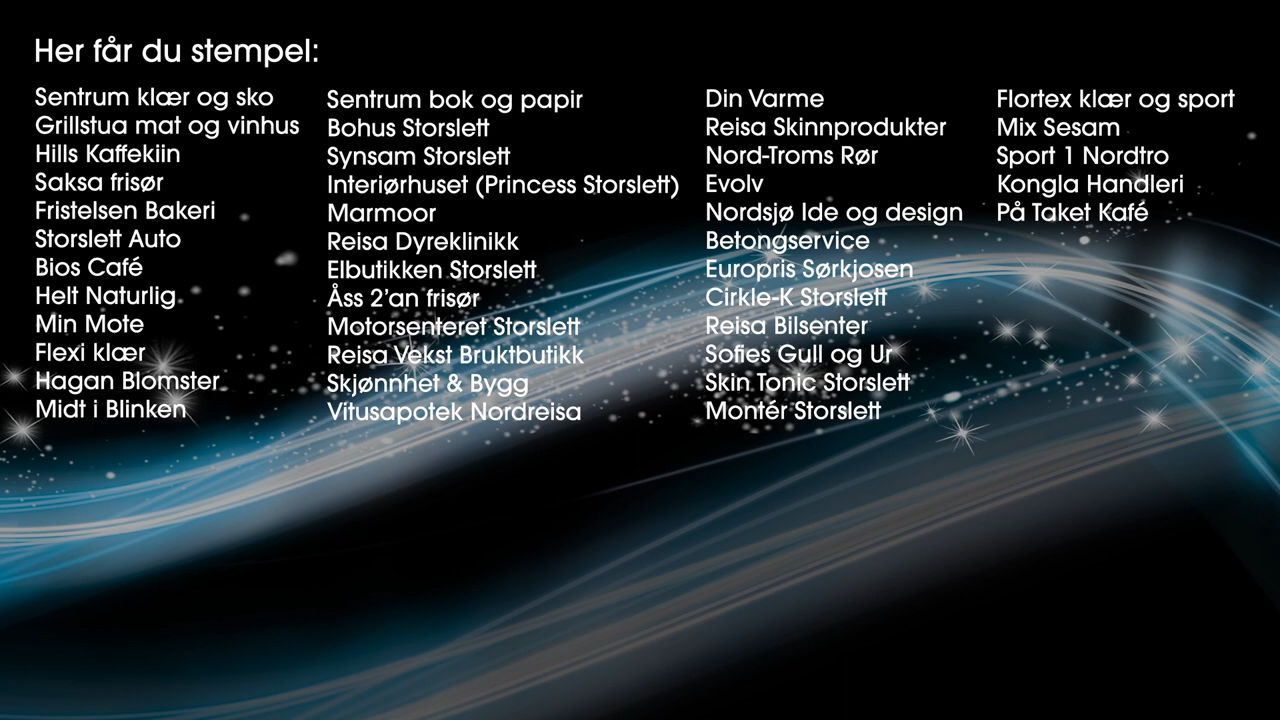 Her får du stempel:
Sentrum klær og sko
Grillstua mat og vinhus
Hills Kaffekiin
Saksa frisør
Fristelsen Bakeri
Storslett Auto
Bios Café
Helt Naturlig
Min Mote
Flexi klær
Hagan Blomster
Midt i Blinken
Sentrum bok og papir
Bohus Storslett
Synsam Storslett
Interiørhuset (Princess Storslett)
Marmoor
Reisa Dyreklinikk
Elbutikken Storslett
Åss 2’an frisør
Motorsenteret Storslett
Reisa Vekst Bruktbutikk
Skjønnhet & Bygg
Vitusapotek Nordreisa
Din Varme
Reisa Skinnprodukter
Nord-Troms Rør
Evolv
Nordsjø Ide og design
Betongservice
Europris Sørkjosen
Cirkle-K Storslett
Reisa Bilsenter
Sofies Gull og Ur
Skin Tonic Storslett
Montér Storslett
Flortex klær og sport
Mix Sesam
Sport 1 Nordtro
Kongla Handleri
På Taket Kafé